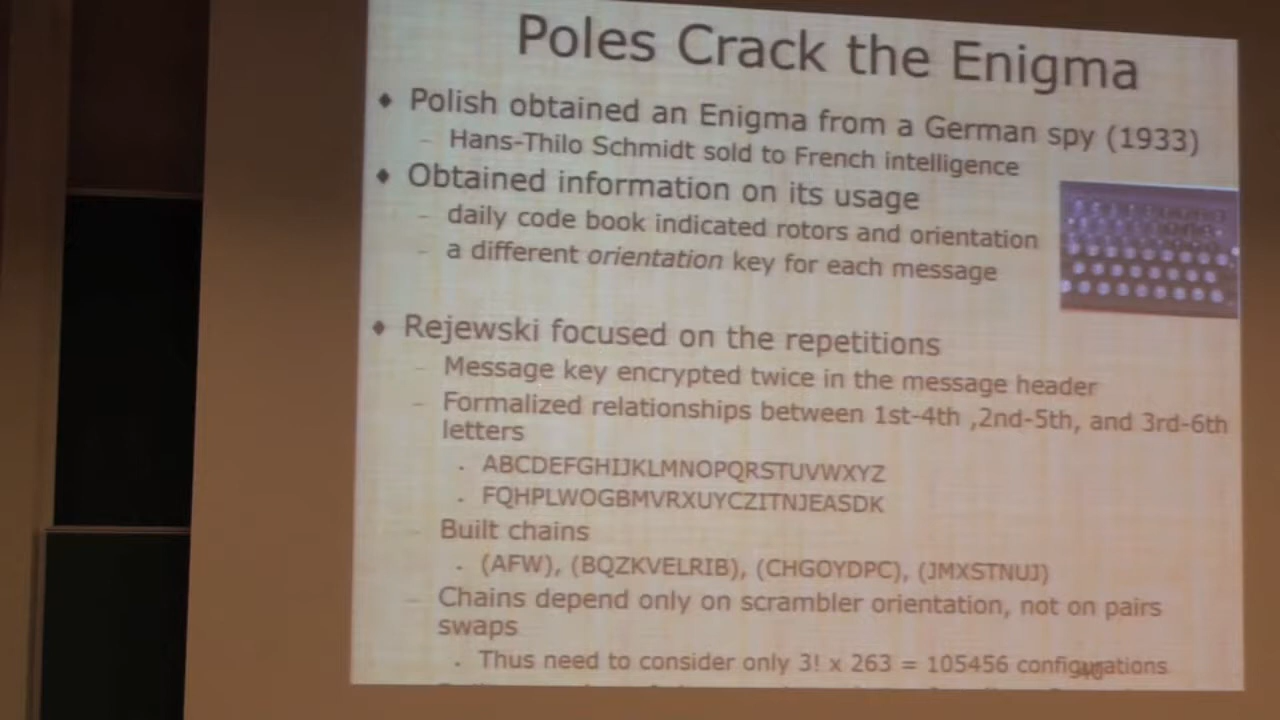 Poles Crack the Enigma
♦ Polish obtained an Enigma from a German spy (1933)
– Hans-Thilo Schmidt sold to French intelligence
♦ Obtained information on its usage
– daily code book indicated rotors and orientation
– a different orientation key for each message
♦ Rejewski focused on the repetitions
– Message key encrypted twice in the message header
– Formalized relationships between 1st-4th ,2nd-5th, and 3rd-6th
letters
. ABCDEFGHIJKLMNOPQRSTUVWXYZ
. FQHPLWOGBMVRXUYCZITNJEASDK
– Built chains
. (AFW), (BQZKVELRIB), (CHGOYDPC), (JMXSTNUJ)
– Chains depend only on scrambler orientation, not on pairs
swaps
. Thus need to consider only 3! x 263 = 105456 configurations